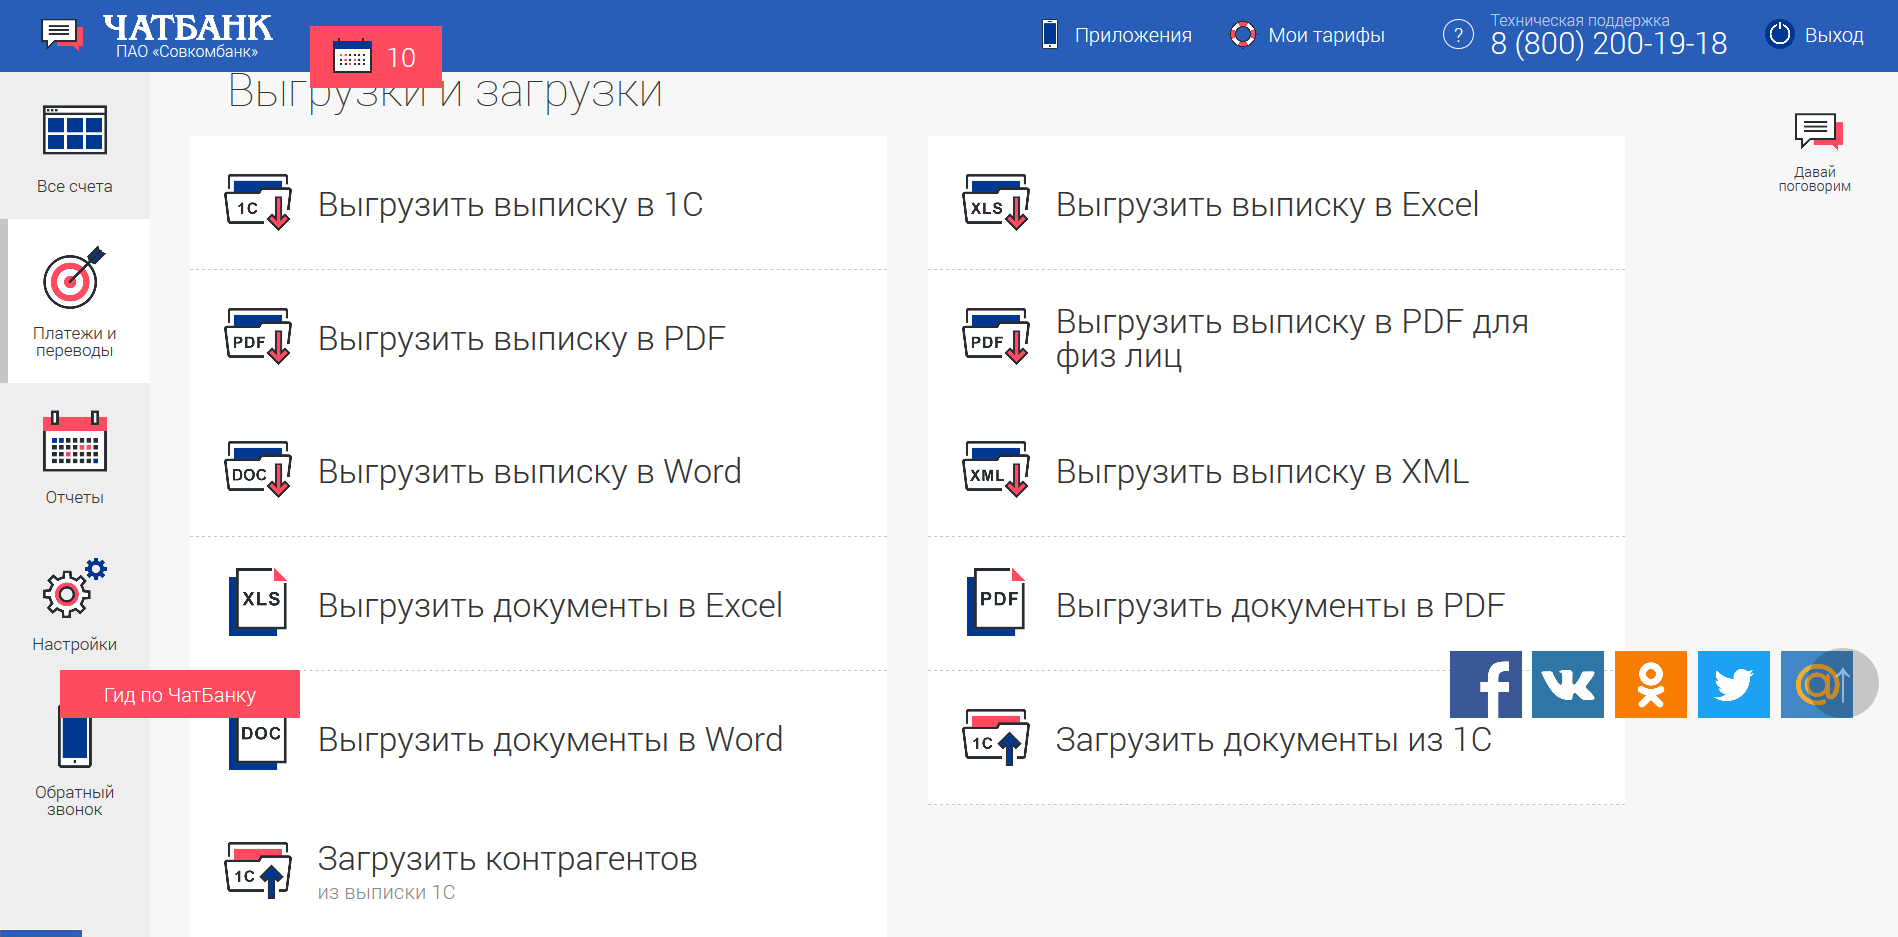 ЧАТБАНК
ПАО «Совкомбанк»
10
Приложения
Мои тарифы
?
Техническая поддержка
8 (800) 200-19-18
Выход
Выгрузки и загрузки
Все счета
Платежи и
переводы
Отчеты
Настройки
Гид по ЧатБанку
Обратный
звонок
1C
Выгрузить выписку в 1С
XLS
Выгрузить выписку в Excel
PDF
Выгрузить выписку в PDF
PDF
Выгрузить выписку в PDF для
физ лиц
DOC
Выгрузить выписку в Word
XML
Выгрузить выписку в XML
XLS
Выгрузить документы в Excel
PDF
Выгрузить документы в PDF
DOC
Выгрузить документы в Word
1C
Загрузить документы из 1С
1C
Загрузить контрагентов
из выписки 1С
Давай
поговорим